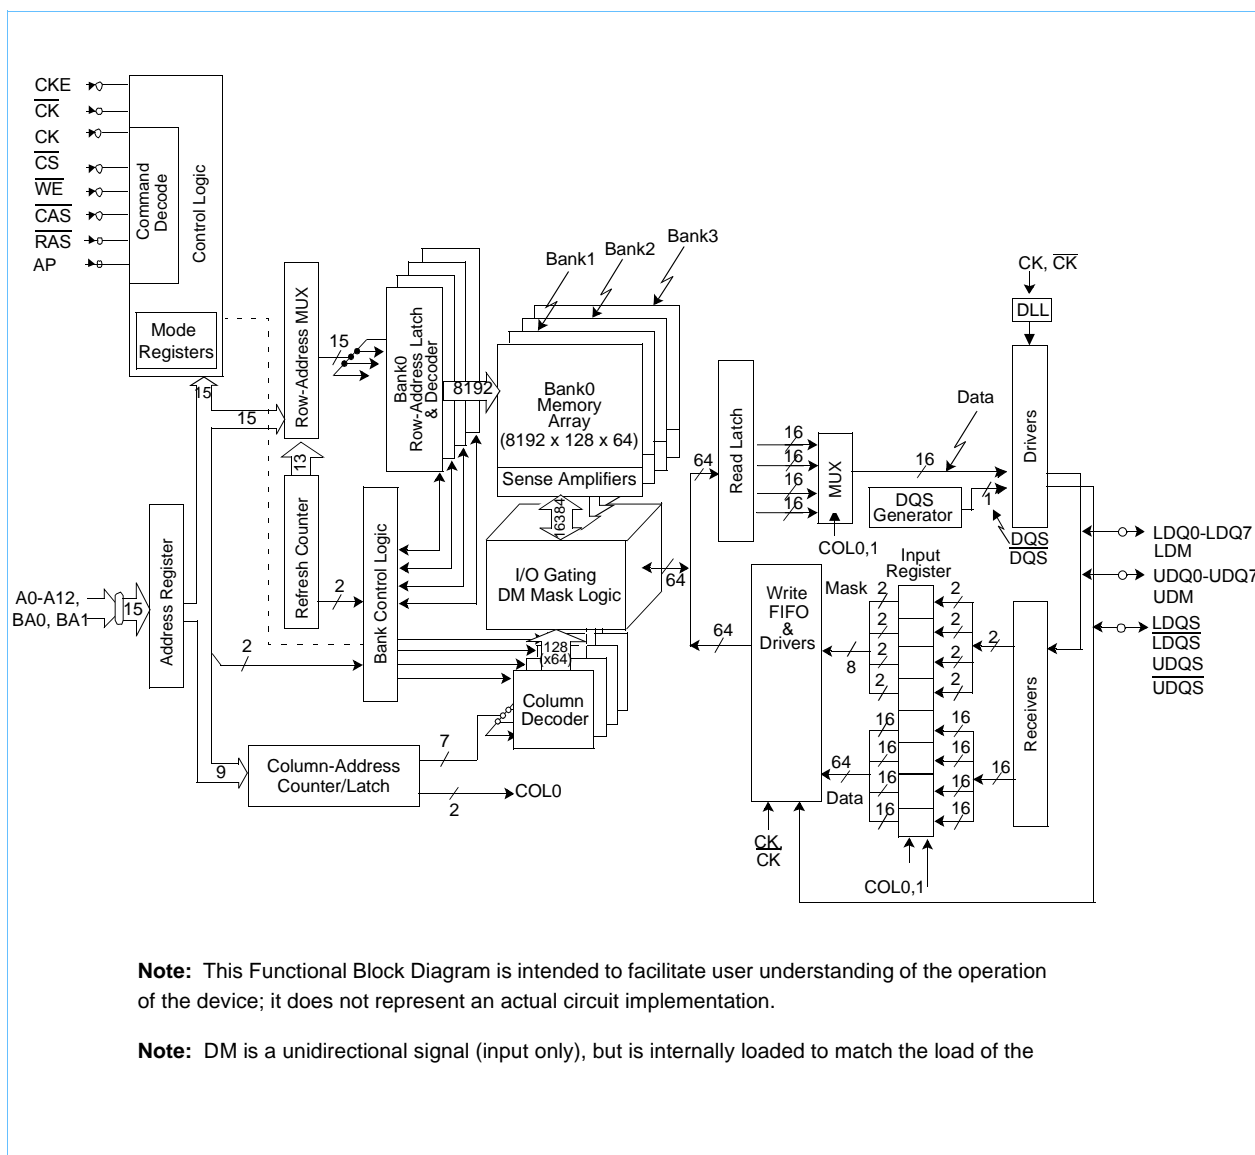 CKE
CK
CK
CS
WE
CAS
RAS
AP
Command
Decode
Control Logic
Mode
Registers
15
15
Row-Address MUX
13
Refresh Counter
15
Bank0
Row-Address Latch
& Decoder
8192
Bank1
Bank2
Bank3
Bank0
Memory
Array
(8192 x 128 x 64)
Sense Amplifiers
16384
I/O Gating
DM Mask Logic
64
A0-A12,
BA0, BA1
15
Address Register
2
2
Bank Control Logic
128
(x64)
Column
Decoder
9
Column-Address
Counter/Latch
7
2
COL0
64
Read Latch
16
16
16
16
MUX
COL0,1
16
Data
DQS
Generator
1
DQS
DQS
CK, CK
DLL
Drivers
LDQ0-LDQ7
LDM
UDQ0-UDQ7
UDM
LDQS
LDQS
UDQS
UDQS
64
Write
FIFO
&
Drivers
CK,
CK
Input
Register
Mask
2
2
2
2
8
2
2
2
2
2
64
Data
16
16
16
16
16
16
16
16
16
COL0,1
Receivers
Note: This Functional Block Diagram is intended to facilitate user understanding of the operation
of the device; it does not represent an actual circuit implementation.
Note: DM is a unidirectional signal (input only), but is internally loaded to match the load of the